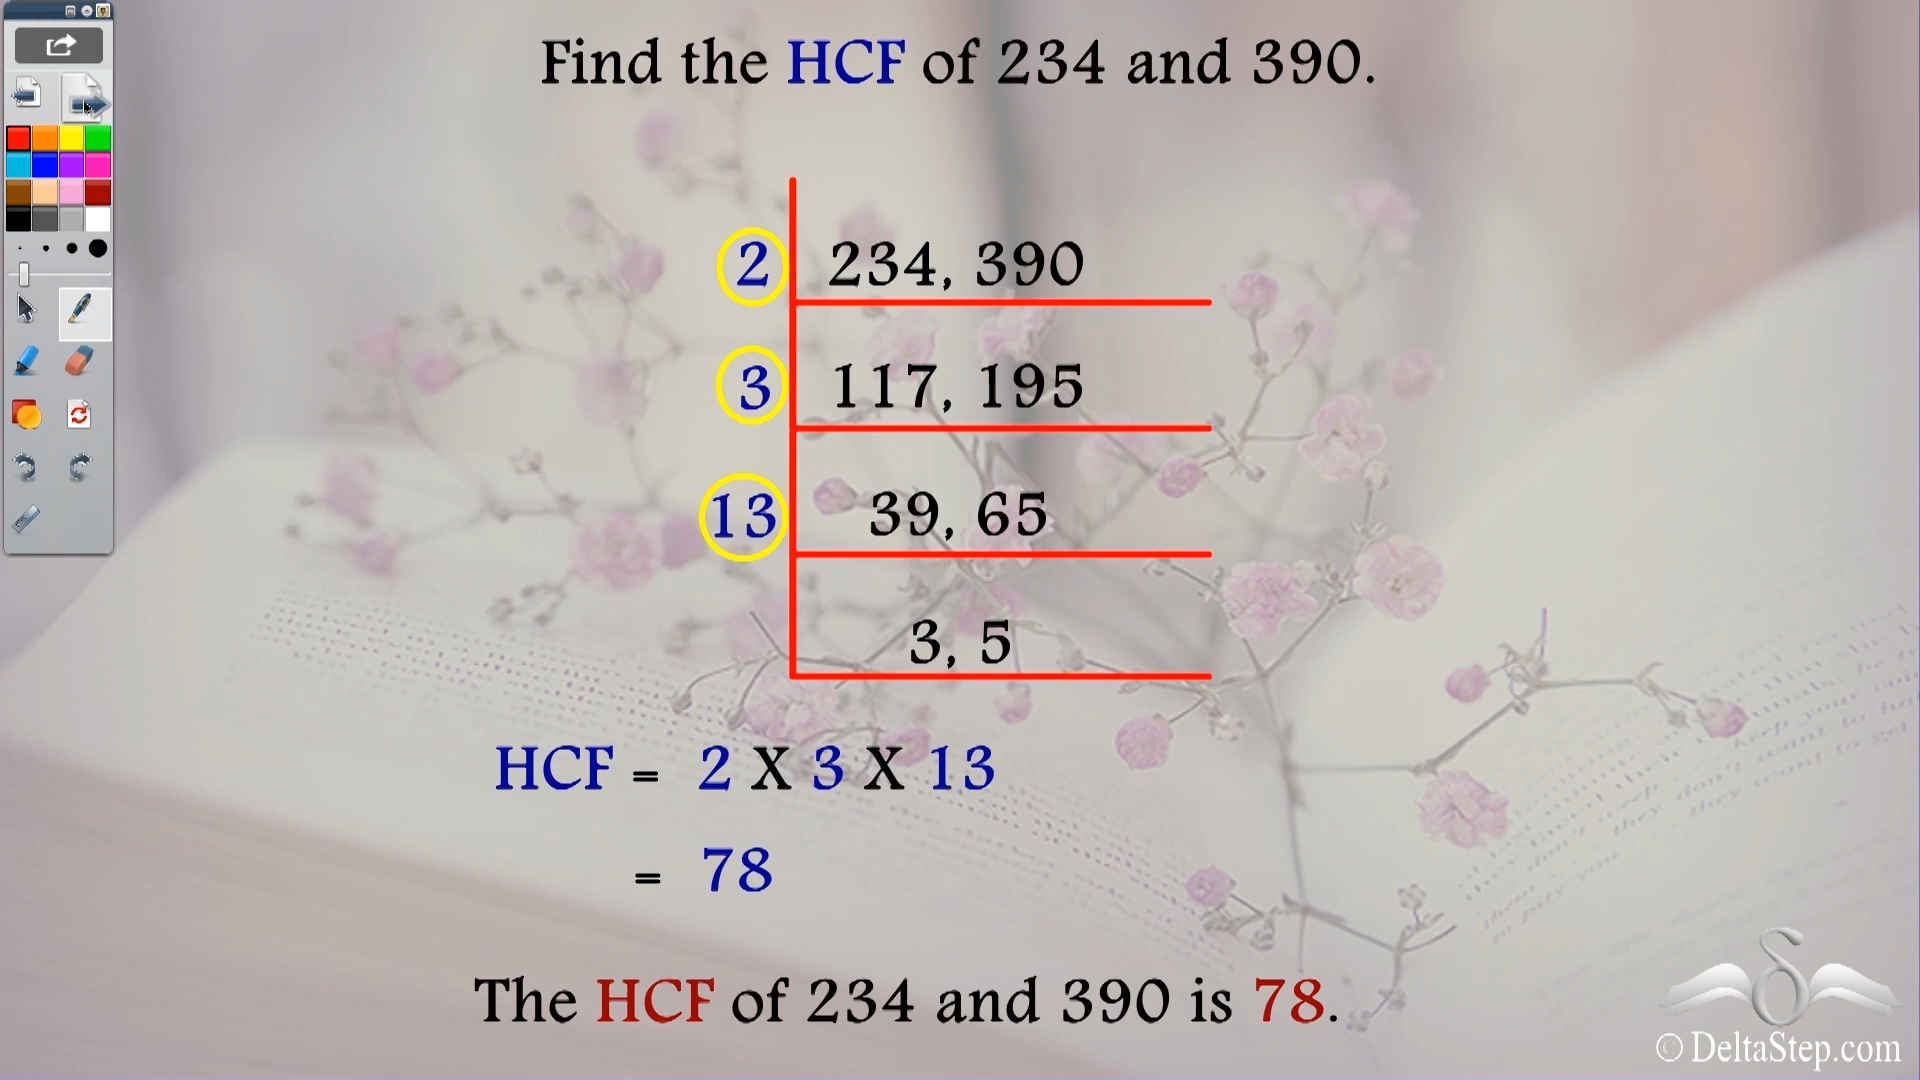 Find the HCF of 234 and 390.
2 234, 390
3 117, 195
13 39, 65
3, 5
HCF = 2 X 3 X 13
= 78
The HCF of 234 and 390 is 78.
© DeltaStep.com